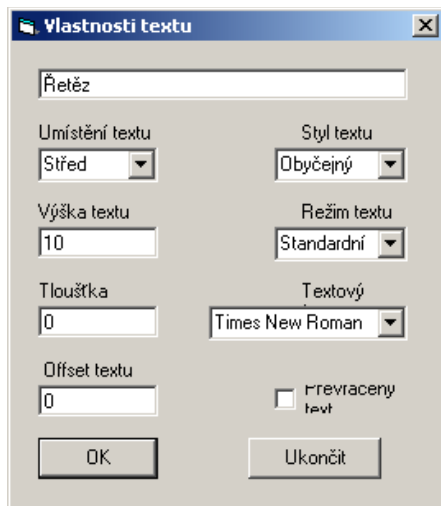 Vlastnosti textu
Řetěz
Umístění textu Styl textu
Střed Obyčejný
Výška textu Režim textu
10 Standardní
Tloušťka Textový
0 Times New Roman
Offset textu
0 Převrácený
text
OK Ukončit